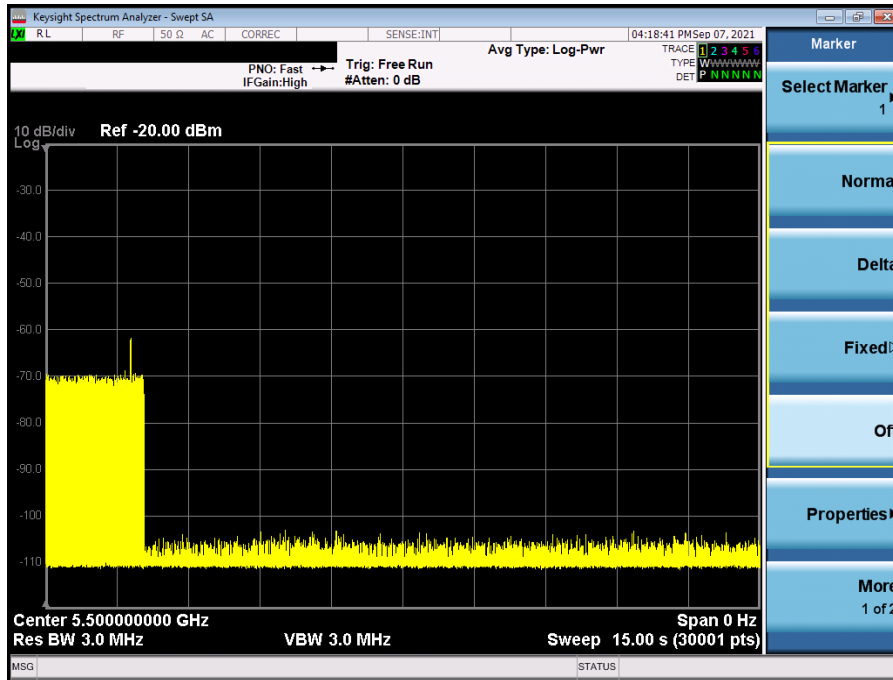 Keysight Spectrum Analyzer - Swept SA
LXI RL RF 50 Ω AC CORREC SENSE:INT 04:18:41 PM Sep 07, 2021
Avg Type: Log-Pwr
TRACE 1 2 3 4 5 6
TYPE WWWWWW
DET P N N N N N
PNO: Fast
IFGain:High
Trig: Free Run
#Atten: 0 dB
10 dB/div Ref -20.00 dBm
Log
-30.0
-40.0
-50.0
-60.0
-70.0
-80.0
-90.0
-100
-110
Center 5.500000000 GHz Span 0 Hz
Res BW 3.0 MHz VBW 3.0 MHz Sweep 15.00 s (30001 pts)
MSG STATUS
Marker
Select Marker
1
Norma
Delta
Fixed
Of
Properties
More
1 of 2